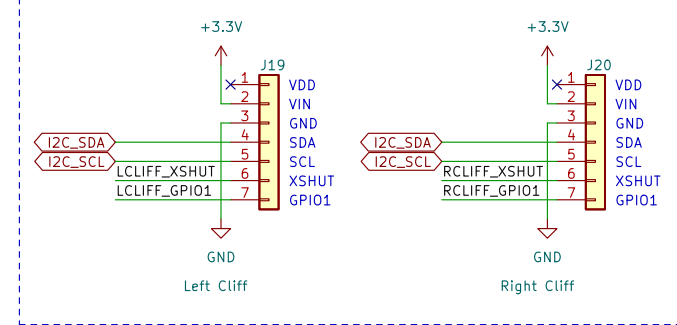 +3.3V
J19
1 VDD
2 VIN
3 GND
I2C_SDA 4 SDA
I2C_SCL 5 SCL
LCLIFF_XSHUT 6 XSHUT
LCLIFF_GPIO1 7 GPIO1
GND
Left Cliff
+3.3V
J20
1 VDD
2 VIN
3 GND
I2C_SDA 4 SDA
I2C_SCL 5 SCL
RCLIFF_XSHUT 6 XSHUT
RCLIFF_GPIO1 7 GPIO1
GND
Right Cliff